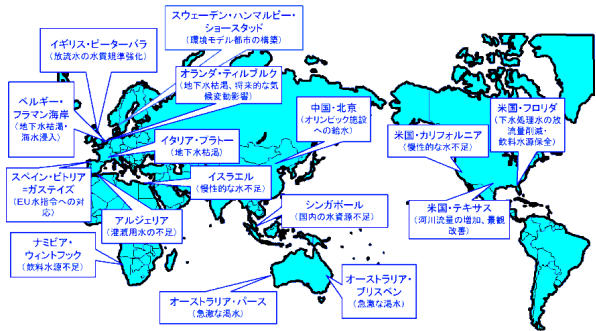 スウェーデン・ハンマルビー・
ショースタッド
(環境モデル都市の構築)
イギリス・ピーターバラ
(放流水の水質規準強化)
オランダ・ティルブルク
(地下水枯渇、将来的な気
候変動影響)
ベルギー・
フラマン海岸
(地下水枯渇・
海水浸入)
中国・北京
(オリンピック施設
への給水)
米国・フロリダ
(下水処理水の放
流量削減・
飲料水源保全)
米国・カリフォルニア
(慢性的な水不足)
イタリア・プラトー
(地下水枯渇)
スペイン・ビトリア
=ガステイズ
(EU水指令への対
応)
イスラエル
(慢性的な水不足)
シンガポール
(国内の水資源不足)
米国・テキサス
(河川流量の増加、景観
改善)
アルジェリア
(灌漑用水の不足)
ナミビア・
ウィントフック
(飲料水源不足)
オーストラリア・パース
(急激な渇水)
オーストラリア・
ブリスベン
(急激な渇水)